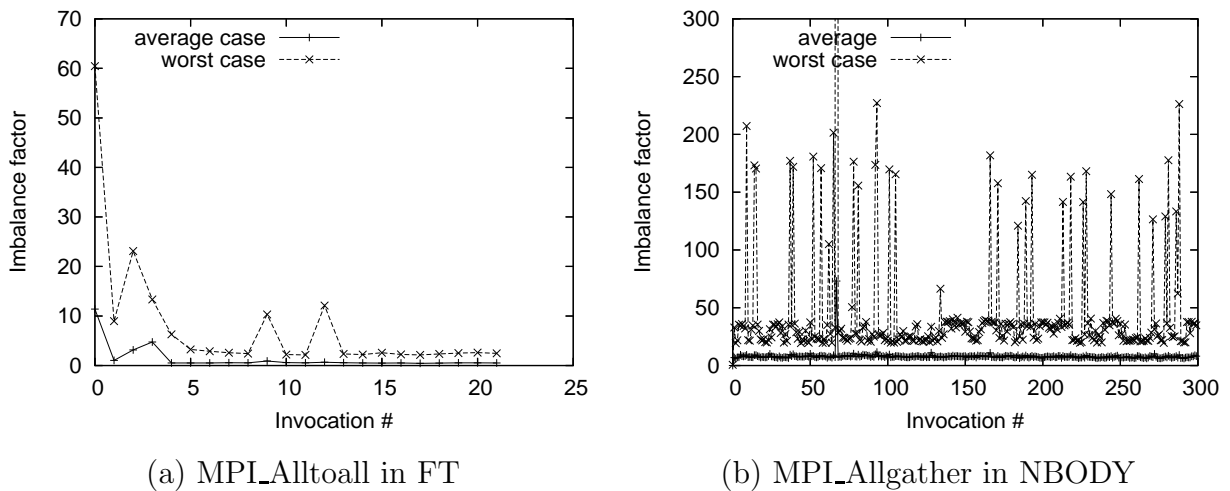 70
60
50
40
30
20
10
0
0 5 10 15 20 25
Imbalance factor
Invocation #
average case
worst case
(a) MPI_Alltoall in FT
300
250
200
150
100
50
0
0 50 100 150 200 250 300
Imbalance factor
Invocation #
average
worst case
(b) MPI_Allgather in NBODY